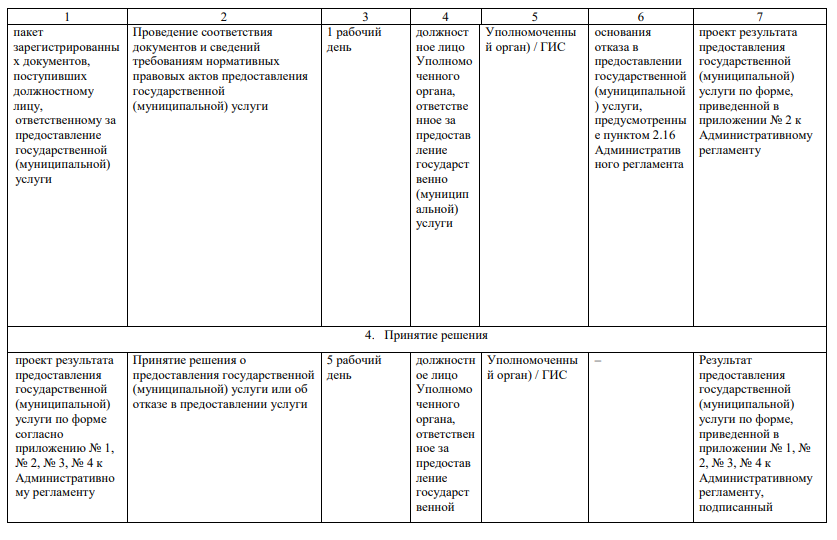 1 2 3 4 5 6 7
пакет
зарегистрированны
х документов,
поступивших
должностному
лицу,
ответственному за
предоставление
государственной
(муниципальной)
услуги
Проведение соответствия
документов и сведений
требованиям нормативных
правовых актов предоставления
государственной
(муниципальной) услуги
1 рабочий
день
должност
ное лицо
Уполномо
ченного
органа,
ответстве
нное за
предостав
ление
государст
венно
(муницип
альной)
услуги
Уполномоченны
й орган) / ГИС
основания
отказа в
предоставлении
государственной
(муниципальной
) услуги,
предусмотренны
е пунктом 2.16
Административ
ного регламента
проект результата
предоставления
государственной
(муниципальной)
услуги по форме,
приведенной в
приложении № 2 к
Административному
регламенту
4. Принятие решения
проект результата
предоставления
государственной
(муниципальной)
услуги по форме
согласно
приложению № 1,
№ 2, № 3, № 4 к
Административно
му регламенту
Принятие решения о
предоставления государственной
(муниципальной) услуги или об
отказе в предоставлении услуги
5 рабочий
день
должностн
ое лицо
Уполномо
ченного
органа,
ответствен
ное за
предостав
ление
государст
венной
Уполномоченны
й орган) / ГИС
–
Результат
предоставления
государственной
(муниципальной)
услуги по форме,
приведенной в
приложении № 1, №
2, № 3, № 4 к
Административному
регламенту,
подписанный